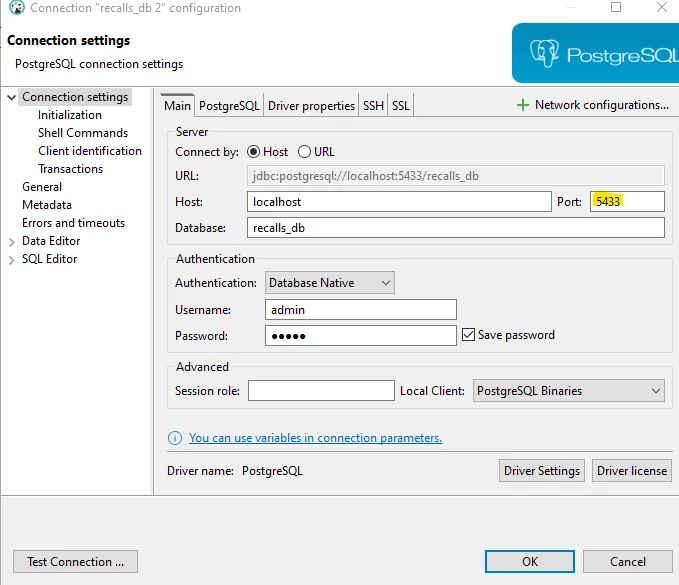 Connection "recalls_db 2" configuration
Connection settings
PostgreSQL connection settings
PostgreSQL
Connection settings
Initialization
Shell Commands
Client identification
Transactions
General
Metadata
Errors and timeouts
Data Editor
SQL Editor
Main PostgreSQL Driver properties SSH SSL + Network configurations...
Server
Connect by: Host URL
URL: jdbc:postgresql://localhost:5433/recalls_db
Host: localhost Port: 5433
Database: recalls_db
Authentication
Authentication: Database Native
Username: admin
Password: ●●●●● Save password
Advanced
Session role: Local Client: PostgreSQL Binaries
You can use variables in connection parameters.
Driver name: PostgreSQL Driver Settings Driver license
Test Connection ... OK Cancel